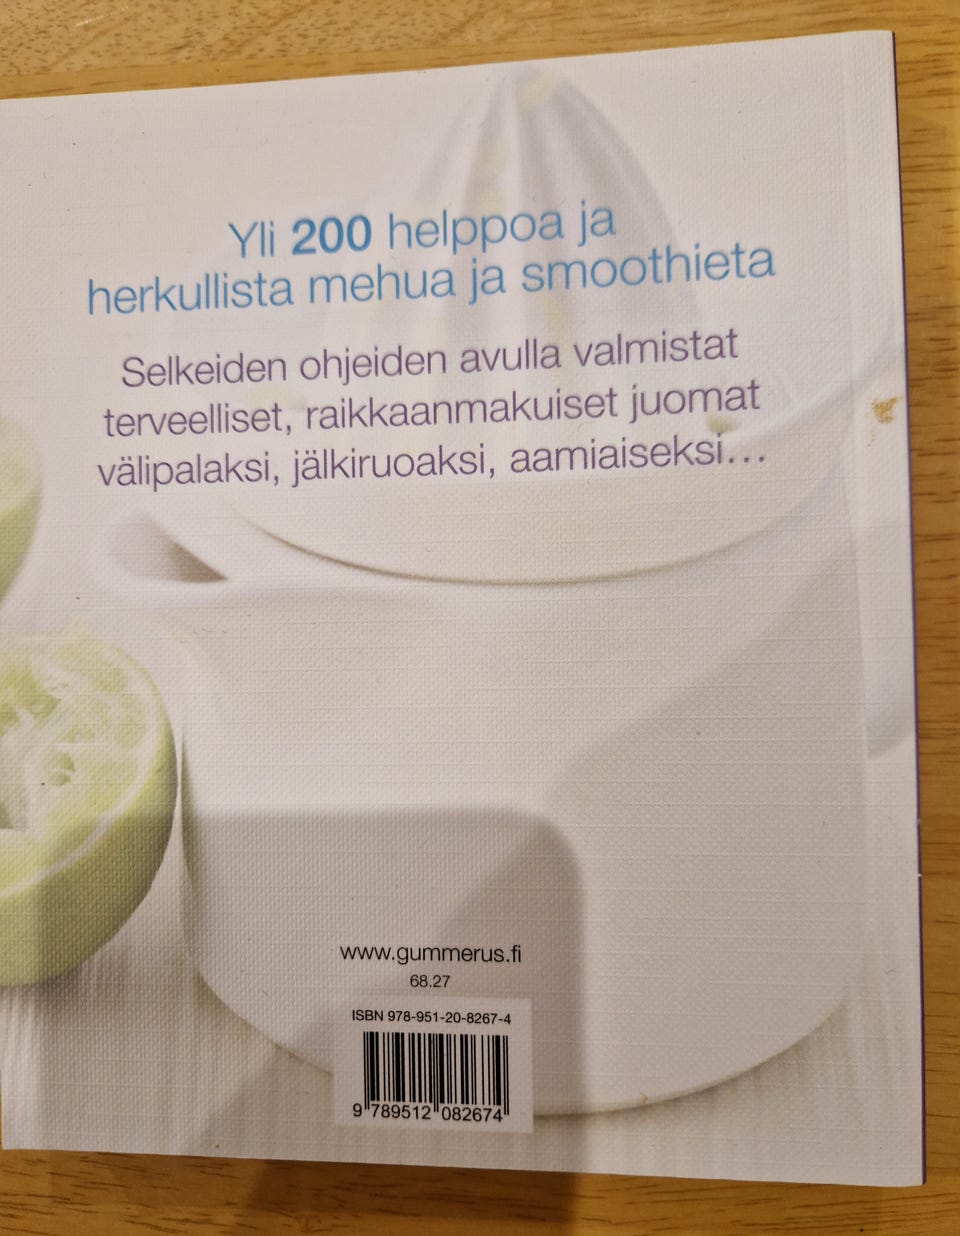 Yli 200 helppoa ja
herkullista mehua ja smoothieta
Selkeiden ohjeiden avulla valmistat
terveelliset, raikkaanmakuiset juomat
välipalaksi, jälkiruoaksi, aamiaiseksi...
www.gummerus.fi
68.27
ISBN 978-951-20-8267-4
9 789512 082674